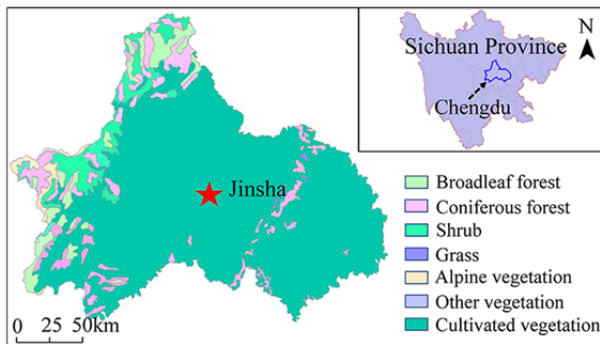 N
Sichuan Province
Chengdu
Jinsha
Broadleaf forest
Coniferous forest
Shrub
Grass
Alpine vegetation
Other vegetation
Cultivated vegetation
0 25 50km